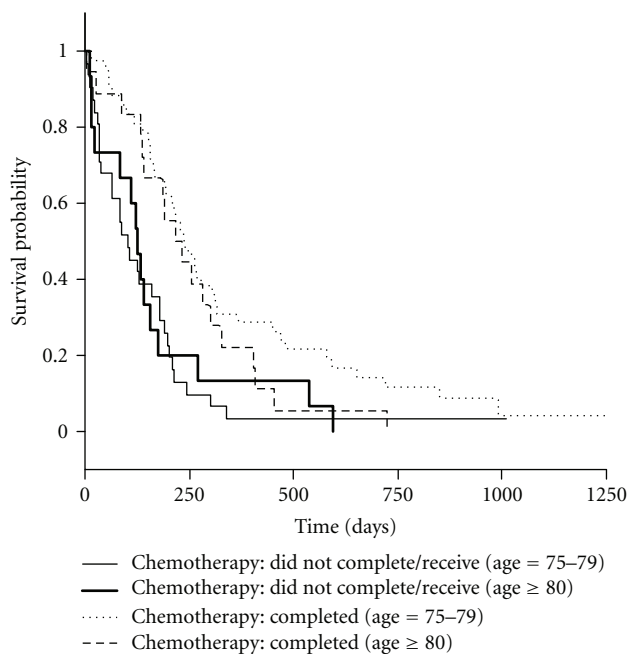 1
0.8
0.6
0.4
0.2
0
Survival probability
0 250 500 750 1000 1250
Time (days)
Chemotherapy: did not complete/receive (age = 75–79)
Chemotherapy: did not complete/receive (age ≥ 80)
Chemotherapy: completed (age = 75–79)
Chemotherapy: completed (age ≥ 80)